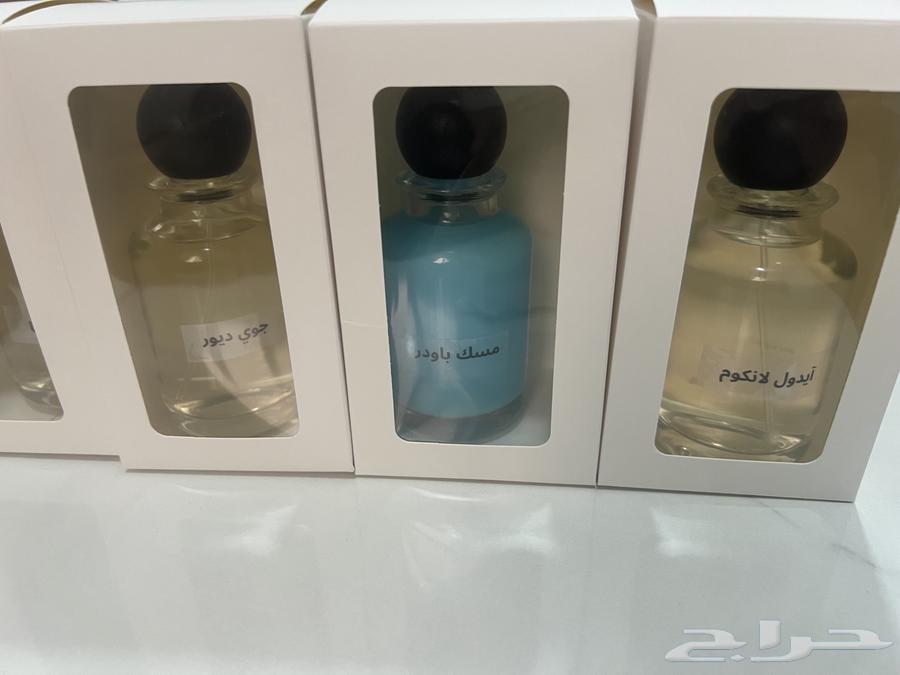 جوي ديور
مسك باودر
آيدول لانكوم
حراج